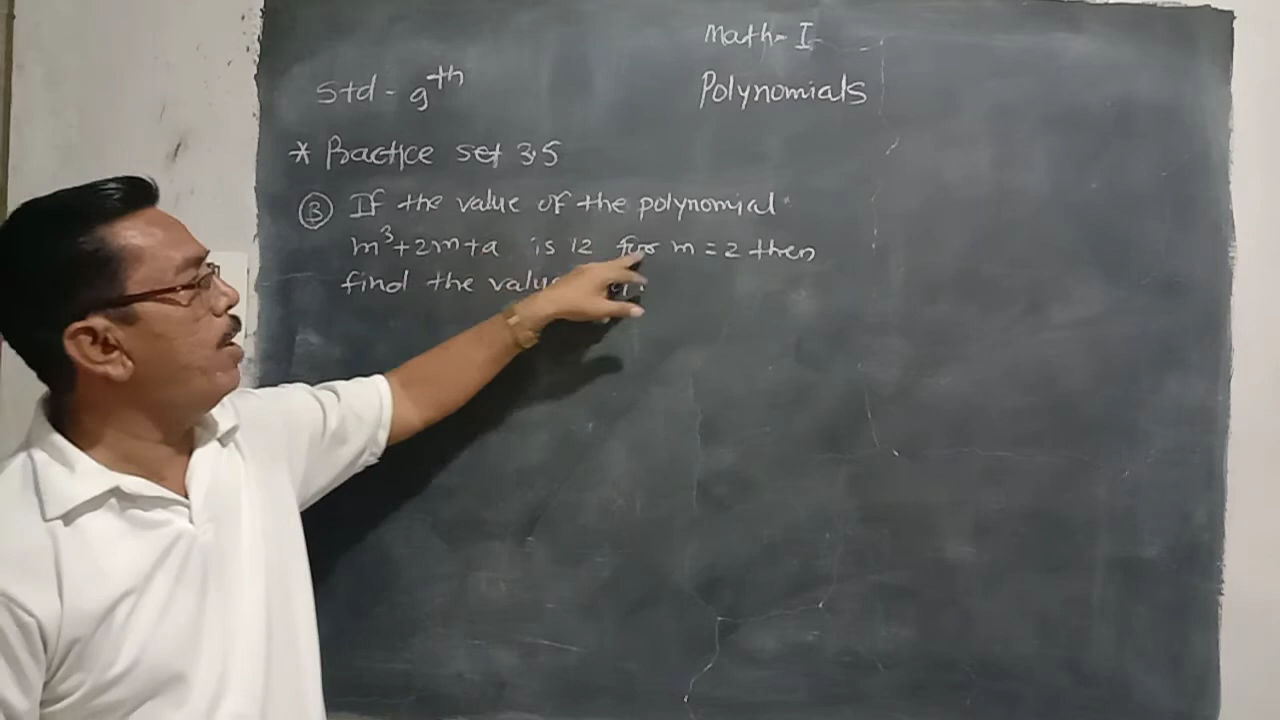 Math-I
Std - 9th
Polynomials
* Practice set 3.5
③ If the value of the polynomial
m³+2m+a is 12 for m = 2 then
find the value